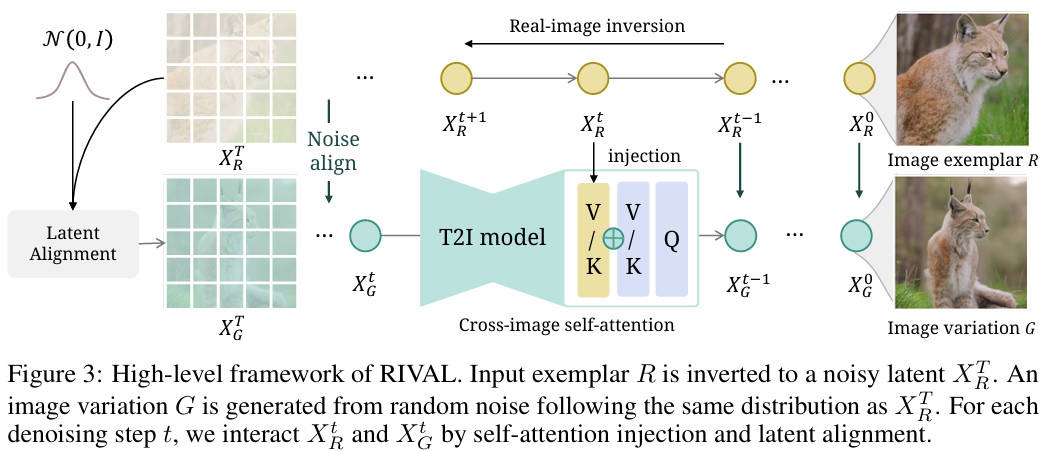 Real-image inversion
𝒩(0, I)
...
...
X_R^T
X_R^{t+1}
X_R^t
X_R^{t-1}
X_R^0
Image exemplar R
Noise
align
injection
Latent
Alignment
...
T2I model
V
/
K
V
/
K
Q
...
X_G^T
X_G^t
X_G^{t-1}
X_G^0
Cross-image self-attention
Image variation G
Figure 3: High-level framework of RIVAL. Input exemplar R is inverted to a noisy latent X_R^T. An
image variation G is generated from random noise following the same distribution as X_R^T. For each
denoising step t, we interact X_R^t and X_G^t by self-attention injection and latent alignment.